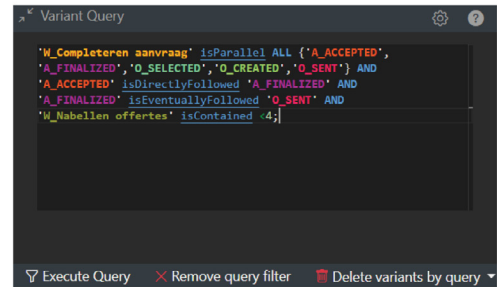 Variant Query
'W_Completeren aanvraag' isParallel ALL {'A_ACCEPTED',
'A_FINALIZED','O_SELECTED','O_CREATED','O_SENT'} AND
'A_ACCEPTED' isDirectlyFollowed 'A_FINALIZED' AND
'A_FINALIZED' isEventuallyFollowed 'O_SENT' AND
'W_Nabellen offertes' isContained <4;
Execute Query Remove query filter Delete variants by query